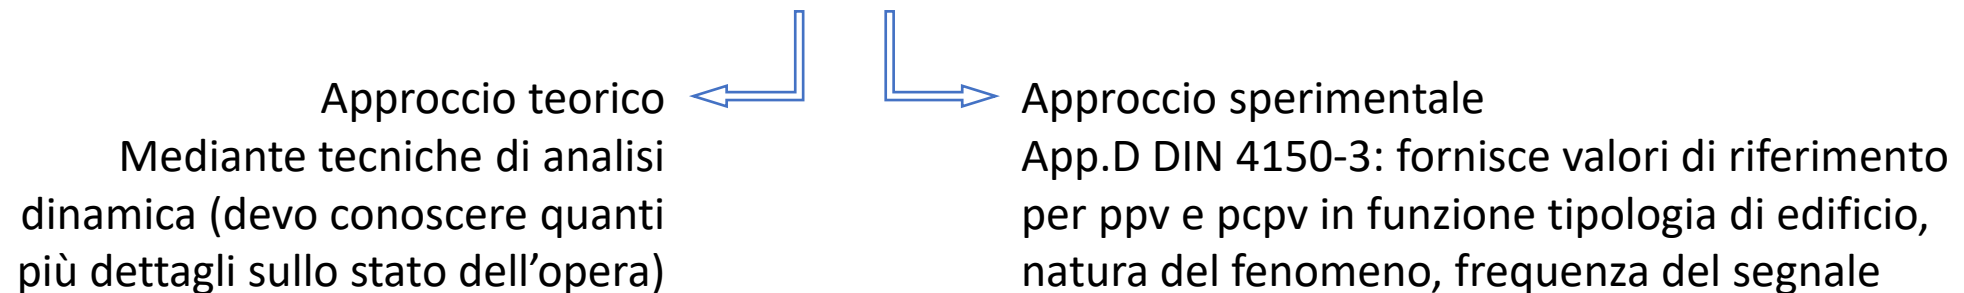 Approccio teorico
Mediante tecniche di analisi
dinamica (devo conoscere quanti
più dettagli sullo stato dell’opera)
Approccio sperimentale
App.D DIN 4150-3: fornisce valori di riferimento
per ppv e pcpv in funzione tipologia di edificio,
natura del fenomeno, frequenza del segnale